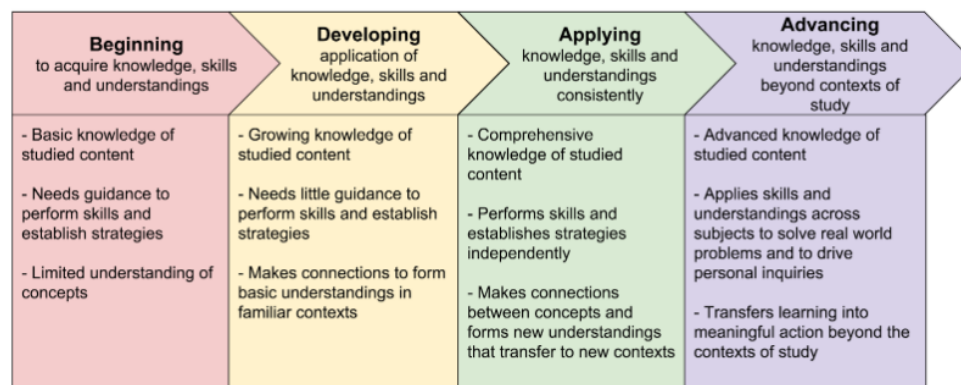 Beginning
to acquire knowledge, skills
and understandings
Developing
application of
knowledge, skills and
understandings
Applying
knowledge, skills and
understandings
consistently
Advancing
knowledge, skills and
understandings
beyond contexts of
study
- Basic knowledge of
studied content
- Needs guidance to
perform skills and
establish strategies
- Limited understanding of
concepts
- Growing knowledge of
studied content
- Needs little guidance to
perform skills and establish
strategies
- Makes connections to form
basic understandings in
familiar contexts
- Comprehensive
knowledge of studied
content
- Performs skills and
establishes strategies
independently
- Makes connections
between concepts and
forms new understandings
that transfer to new contexts
- Advanced knowledge of
studied content
- Applies skills and
understandings across
subjects to solve real world
problems and to drive
personal inquiries
- Transfers learning into
meaningful action beyond the
contexts of study